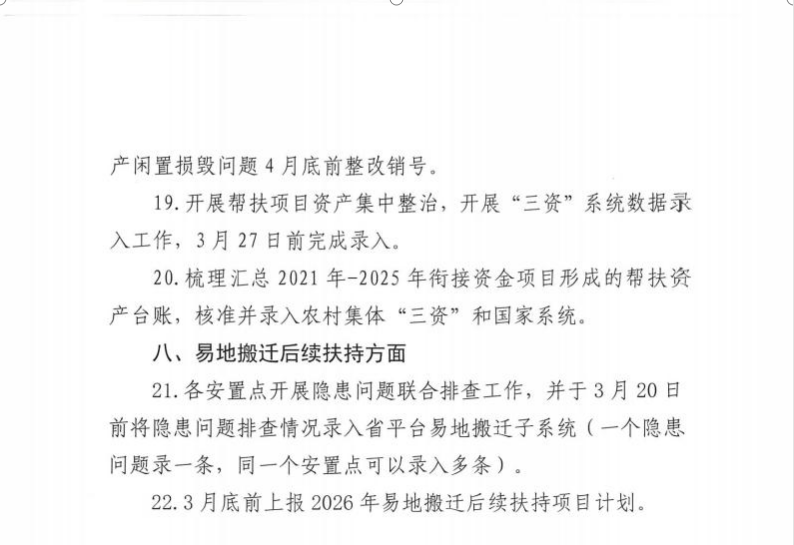 产闲置损毁问题 4 月底前整改销号。
19.开展帮扶项目资产集中整治，开展“三资”系统数据录
入工作，3 月 27 日前完成录入。
20.梳理汇总 2021 年-2025 年衔接资金项目形成的帮扶资
产台账，核准并录入农村集体“三资”和国家系统。
八、易地搬迁后续扶持方面
21.各安置点开展隐患问题联合排查工作，并于 3 月 20 日
前将隐患问题排查情况录入省平台易地搬迁子系统（一个隐患
问题录一条，同一个安置点可以录入多条）。
22.3 月底前上报 2026 年易地搬迁后续扶持项目计划。